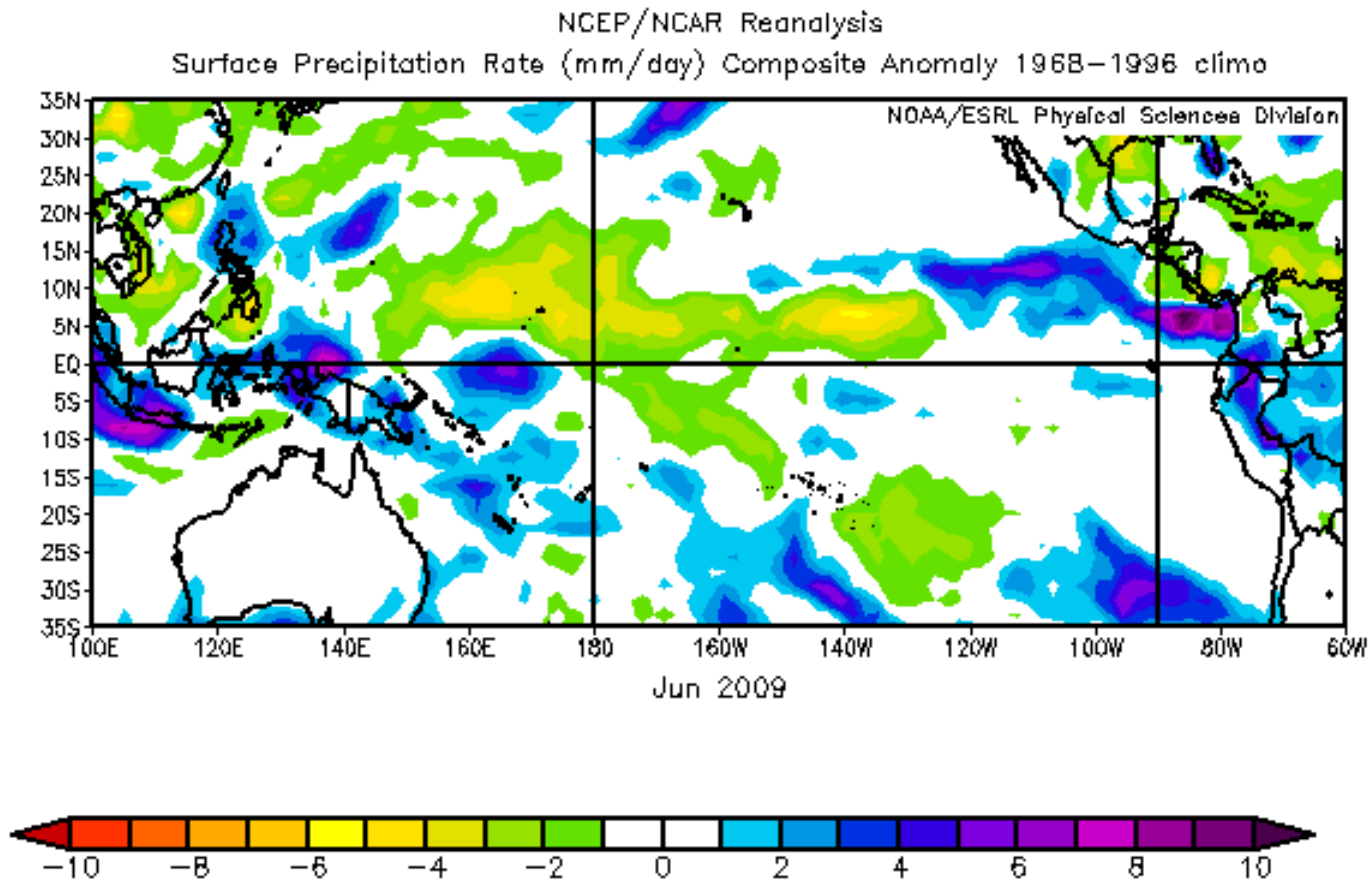 NCEP/NCAR Reanalysis
Surface Precipitation Rate (mm/day) Composite Anomaly 1968-1996 climo
NOAA/ESRL Physical Sciences Division
35N
30N
25N
20N
15N
10N
5N
EQ
5S
10S
15S
20S
25S
30S
35S
100E 120E 140E 160E 180 160W 140W 120W 100W 80W 60W
Jun 2009
-10 -8 -6 -4 -2 0 2 4 6 8 10